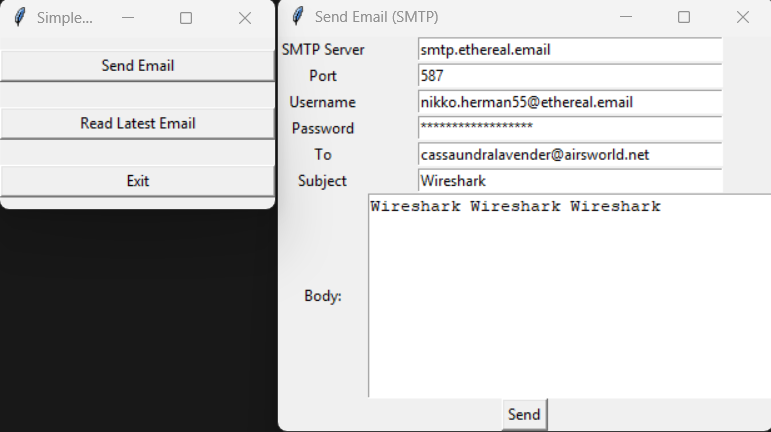 Simple...
Send Email
Read Latest Email
Exit
Send Email (SMTP)
SMTP Server smtp.ethereal.email
Port 587
Username nikko.herman55@ethereal.email
Password ******************
To cassaundralavender@airsworld.net
Subject Wireshark
Wireshark Wireshark Wireshark
Body:
Send